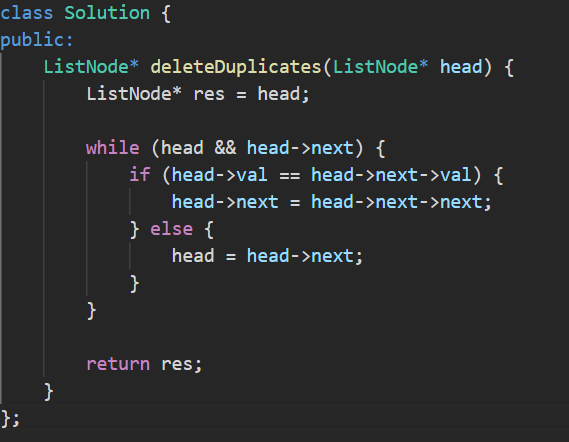 class Solution {
public:
    ListNode* deleteDuplicates(ListNode* head) {
        ListNode* res = head;

        while (head && head->next) {
            if (head->val == head->next->val) {
                head->next = head->next->next;
            } else {
                head = head->next;
            }
        }

        return res;
    }
};